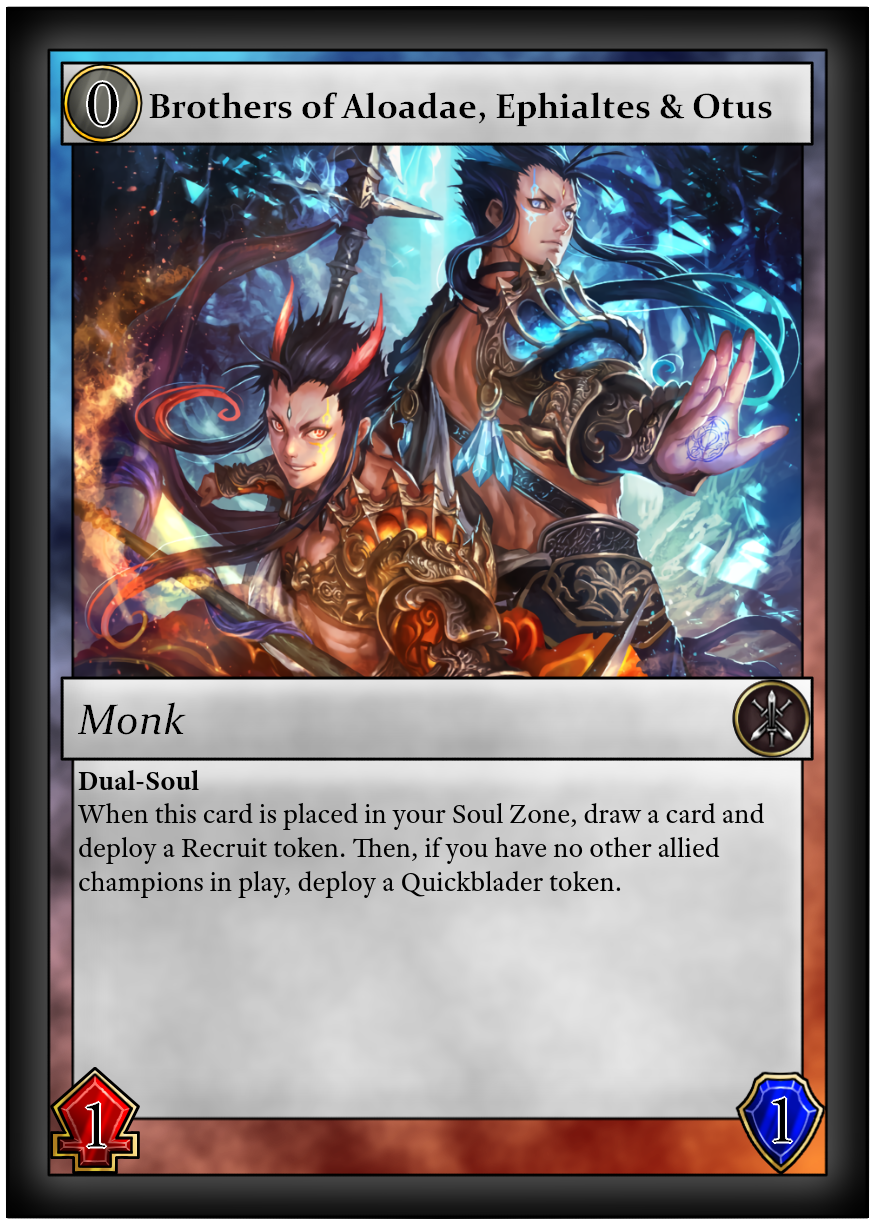 0 Brothers of Aloadae, Ephialtes & Otus
Monk
Dual-Soul
When this card is placed in your Soul Zone, draw a card and
deploy a Recruit token. Then, if you have no other allied
champions in play, deploy a Quickblader token.
1 1